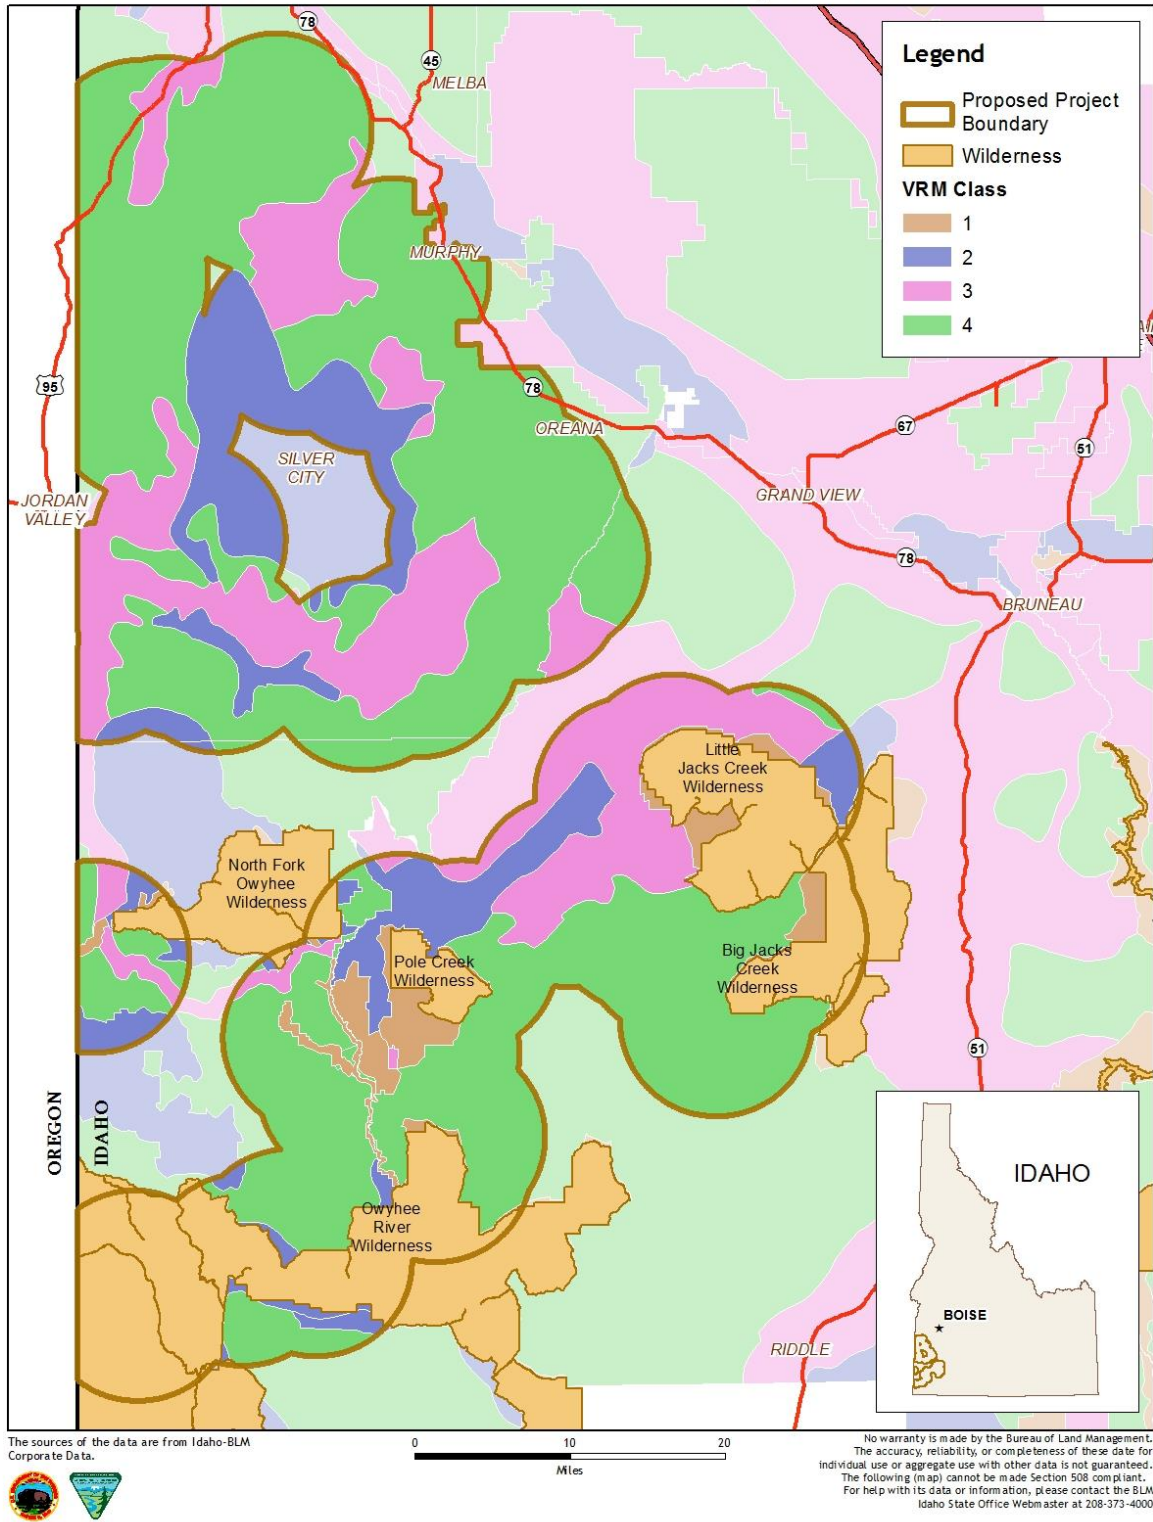 78
45
MELBA
Legend
Proposed Project
Boundary
Wilderness
VRM Class
1
2
3
4
MURPHY
95
78
OREANA
67
51
SILVER
CITY
JORDAN
VALLEY
GRAND VIEW
78
BRUNEAU
Little
Jacks Creek
Wilderness
North Fork
Owyhee
Wilderness
Pole Creek
Wilderness
Big Jacks
Creek
Wilderness
51
OREGON
IDAHO
Owyhee
River
Wilderness
RIDDLE
IDAHO
BOISE
The sources of the data are from Idaho-BLM
Corporate Data.
0 10 20
Miles
No warranty is made by the Bureau of Land Management.
The accuracy, reliability, or completeness of these date for
individual use or aggregate use with other data is not guaranteed.
The following (map) cannot be made Section 508 compliant.
For help with its data or information, please contact the BLM
Idaho State Office Webmaster at 208-373-4000